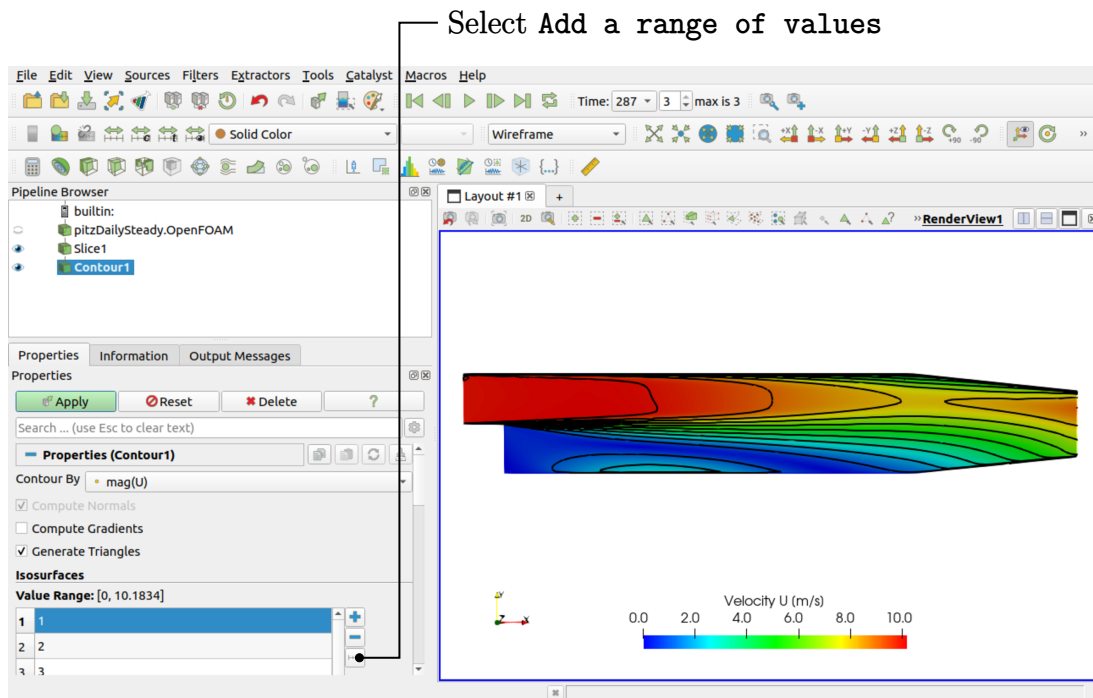 Select Add a range of values
File Edit View Sources Filters Extractors Tools Catalyst Macros Help
Time: 287 3 max is 3
Solid Color Wireframe +X -X +Y -Y +Z -Z +90 -90 »
Pipeline Browser
Layout #1 +
builtin:
pitzDailySteady.OpenFOAM
2D » RenderView1
Slice1
Contour1
Properties Information Output Messages
Properties
Apply Reset Delete ?
Search ... (use Esc to clear text)
Properties (Contour1)
Contour By mag(U)
Compute Normals
Compute Gradients
Generate Triangles
Isosurfaces
Value Range: [0, 10.1834]
1 1
2 2
3 3
Y
Z X
Velocity U (m/s)
0.0 2.0 4.0 6.0 8.0 10.0